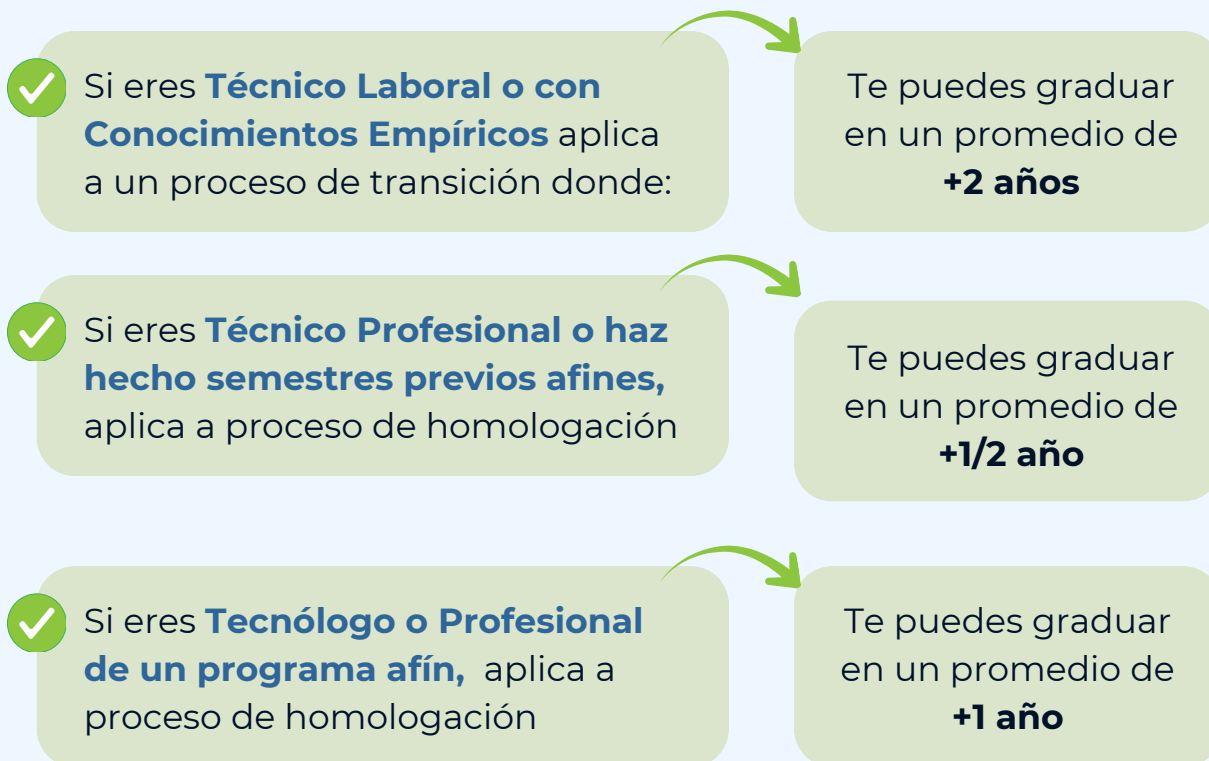 Si eres Técnico Laboral o con
Conocimientos Empíricos aplica
a un proceso de transición donde:
Te puedes graduar
en un promedio de
+2 años
Si eres Técnico Profesional o haz
hecho semestres previos afines,
aplica a proceso de homologación
Te puedes graduar
en un promedio de
+1/2 año
Si eres Tecnólogo o Profesional
de un programa afín, aplica a
proceso de homologación
Te puedes graduar
en un promedio de
+1 año